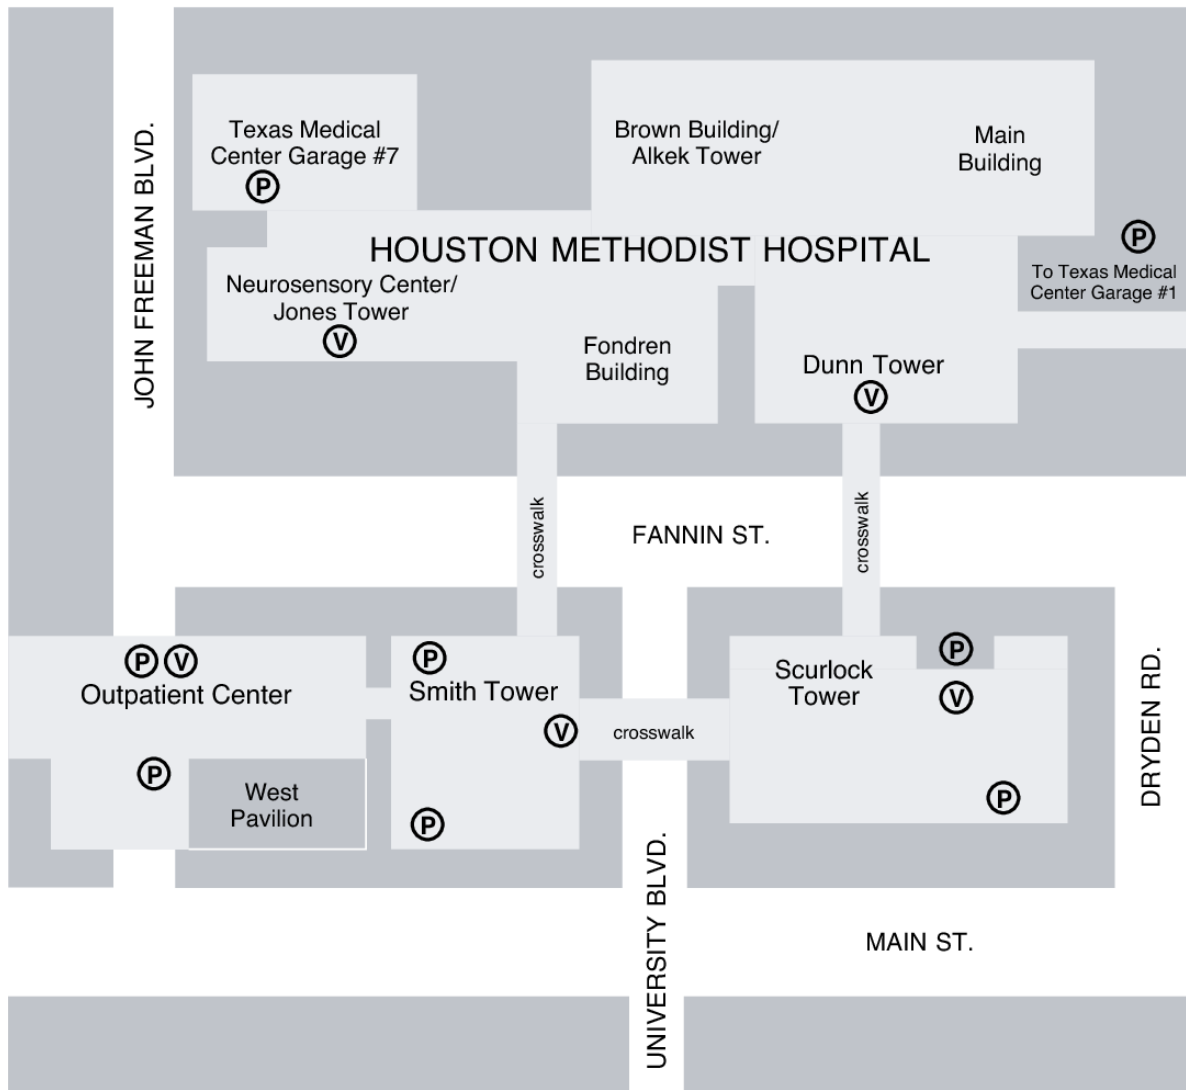 JOHN FREEMAN BLVD.
Texas Medical
Center Garage #7
P
Brown Building/
Alkek Tower
Main
Building
HOUSTON METHODIST HOSPITAL
P
To Texas Medical
Center Garage #1
Neurosensory Center/
Jones Tower
V
Fondren
Building
Dunn Tower
V
crosswalk
FANNIN ST.
crosswalk
P V
Outpatient Center
P
West
Pavilion
P
Smith Tower
V
P
crosswalk
Scurlock
Tower
P
V
P
DRYDEN RD.
UNIVERSITY BLVD.
MAIN ST.